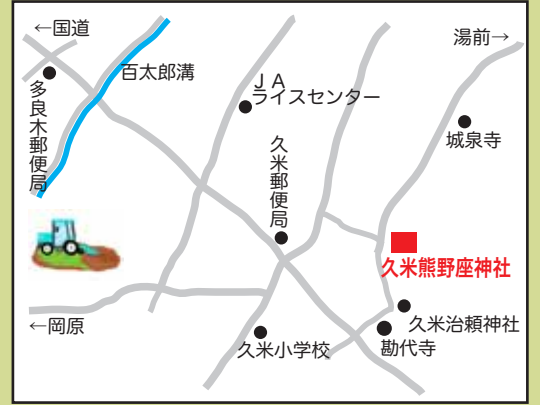 ←国道
湯前→
百太郎溝
多良木郵便局
JA
ライスセンター
城泉寺
久米郵便局
久米熊野座神社
久米治頼神社
←岡原
勘代寺
久米小学校